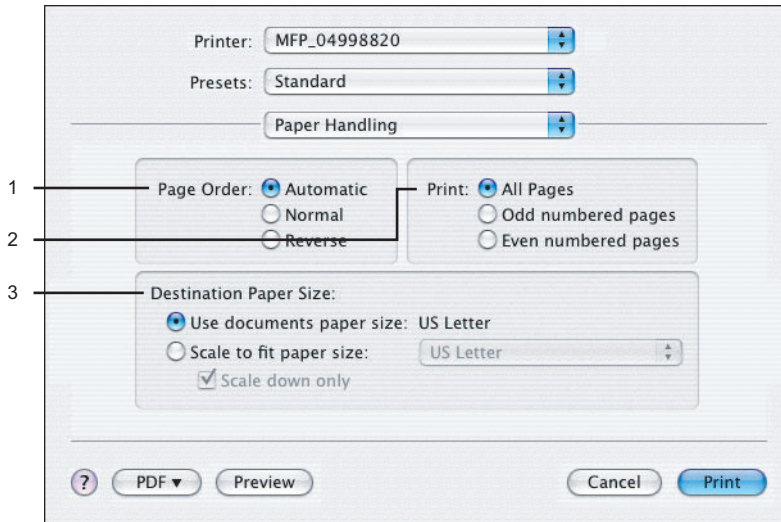 Printer: MFP_04998820
Presets: Standard
Paper Handling
1 Page Order: Automatic Print: All Pages
Normal Odd numbered pages
2 Reverse Even numbered pages
3 Destination Paper Size:
Use documents paper size: US Letter
Scale to fit paper size: US Letter
Scale down only
? PDF Preview Cancel Print